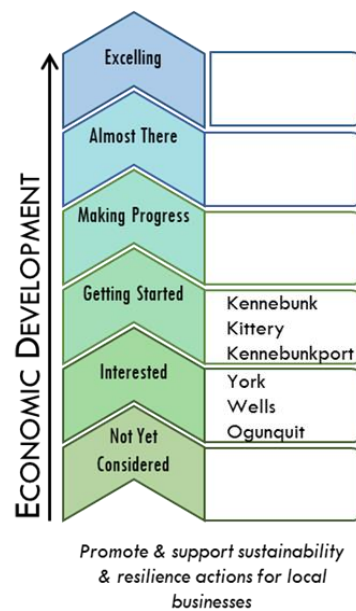 ECONOMIC DEVELOPMENT
Excelling
Almost There
Making Progress
Getting Started
Kennebunk
Kittery
Kennebunkport
Interested
York
Wells
Ogunquit
Not Yet
Considered
Promote & support sustainability
& resilience actions for local
businesses